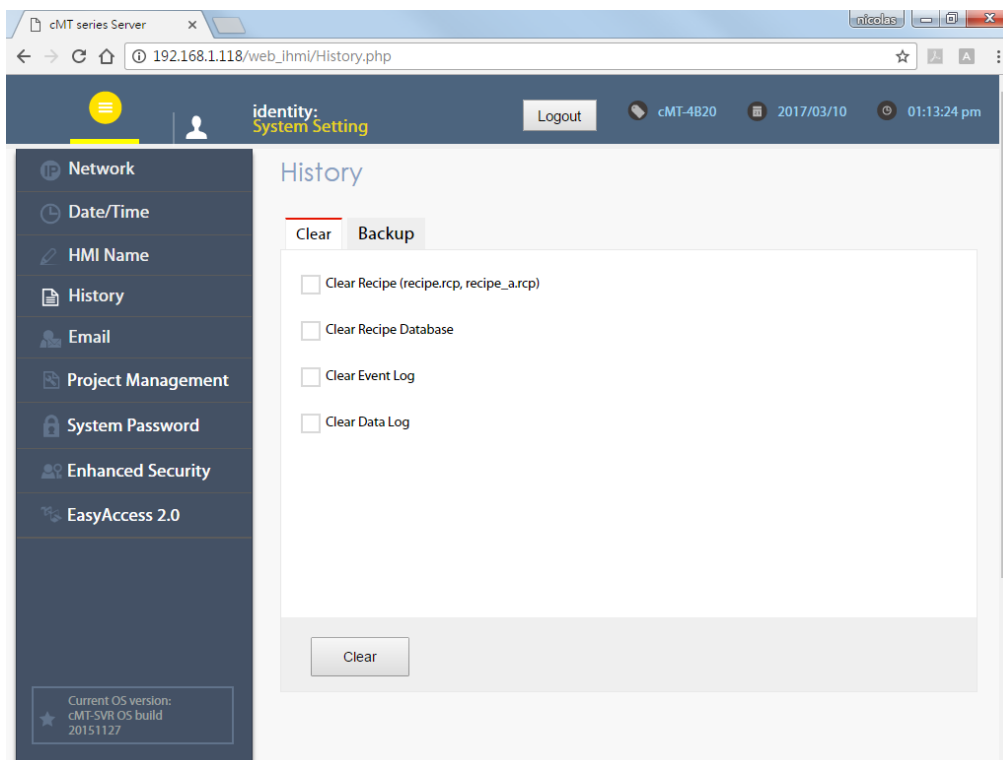 cMT series Server
nicolas
192.168.1.118/web_ihmi/History.php
identity:
System Setting
Logout
cMT-4B20
2017/03/10
01:13:24 pm
IP Network
Date/Time
HMI Name
History
Email
Project Management
System Password
Enhanced Security
EasyAccess 2.0
Current OS version:
cMT-SVR OS build
20151127
History
Clear
Backup
Clear Recipe (recipe.rcp, recipe_a.rcp)
Clear Recipe Database
Clear Event Log
Clear Data Log
Clear